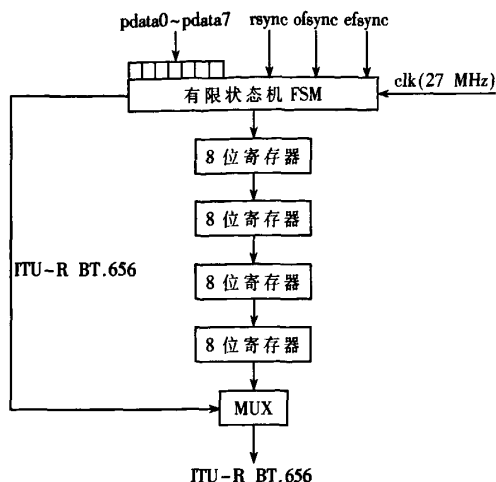 pdata0~pdata7 rsync ofsync efsync
clk(27 MHz)
有限状态机 FSM
8 位寄存器
8 位寄存器
8 位寄存器
ITU-R BT.656
8 位寄存器
MUX
ITU-R BT.656